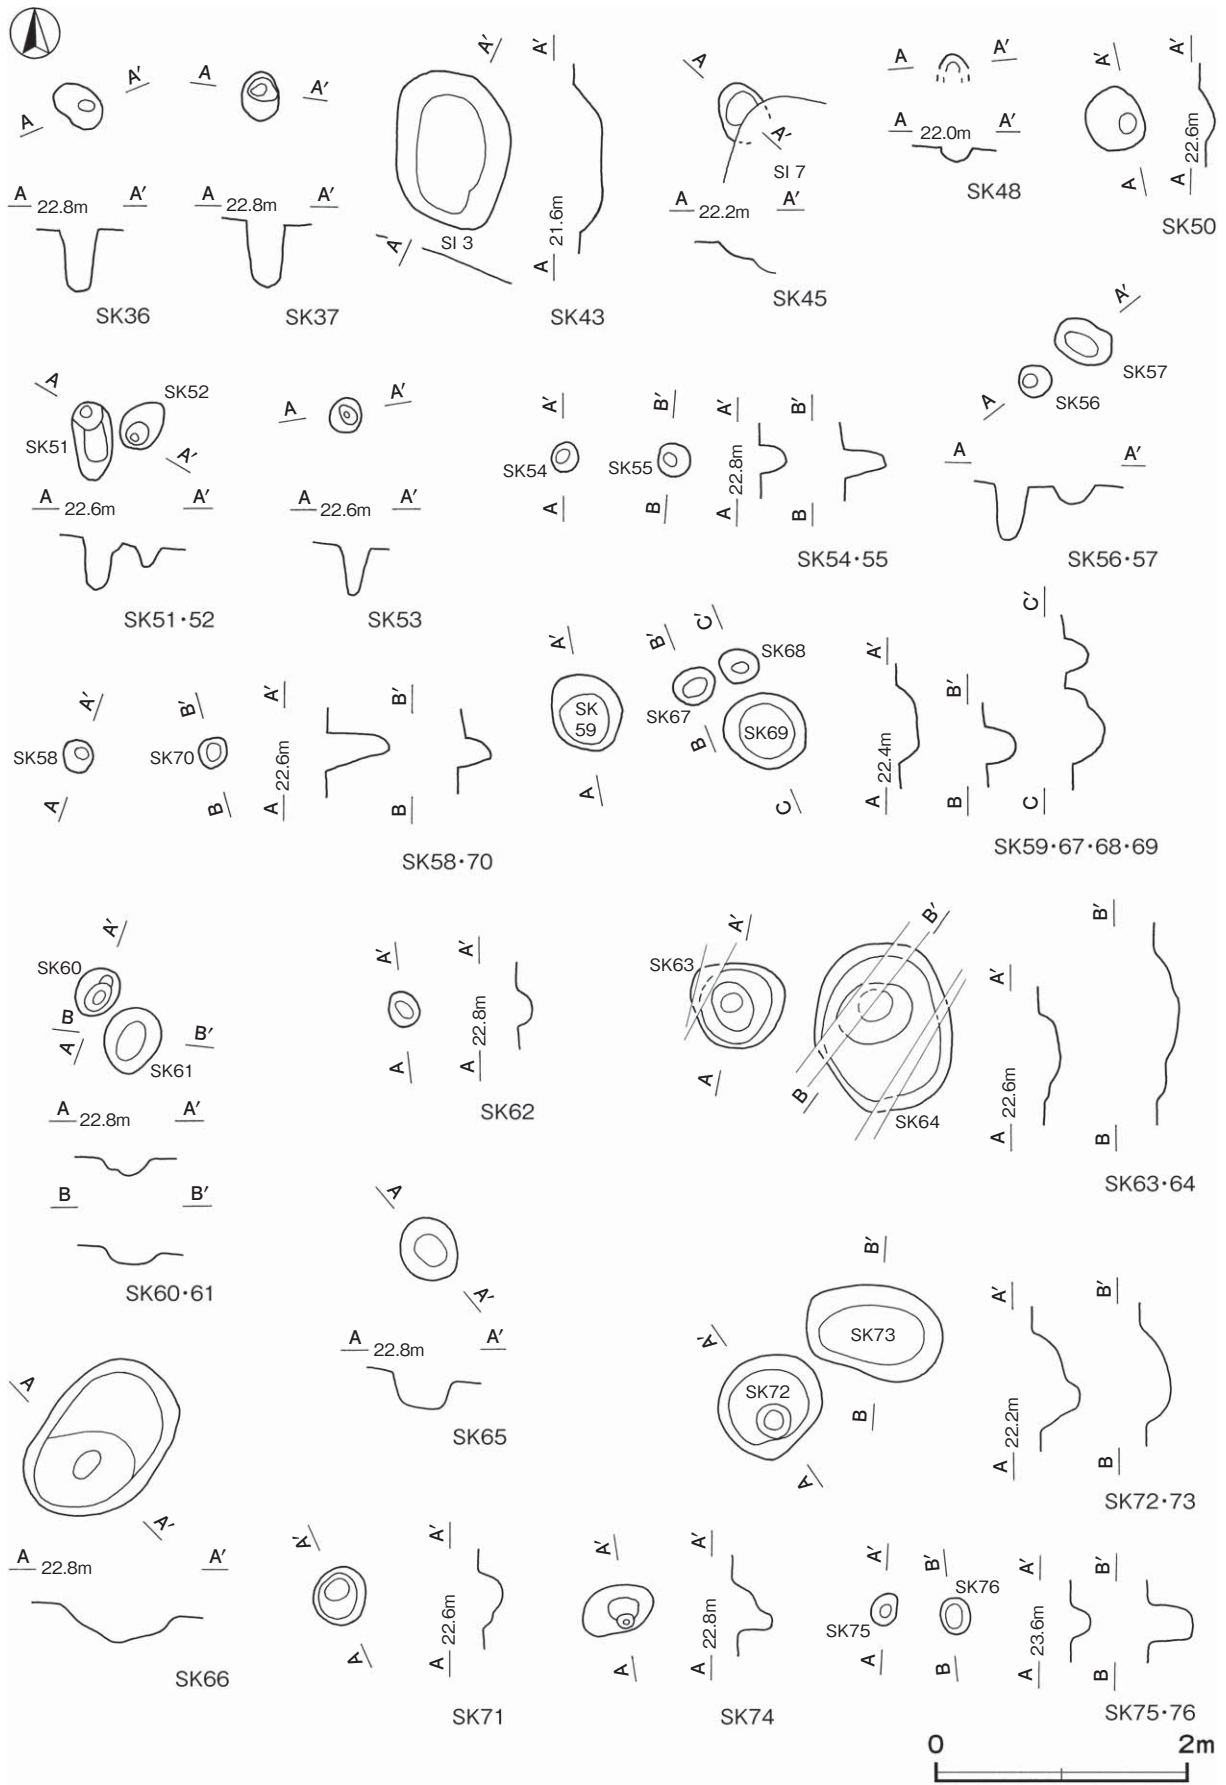 A A′ A A′ A′ A′ A A A′ A′ A′
A A′
22.0m
SI 7
22.6m
A A
SK48
SK50
A 22.8m A′ A 22.8m A′
A SI 3
21.6m
A
A′
A 22.2m A′
SK36 SK37 SK43 SK45
A SK52
SK51 A′
A 22.6m A′
SK51・52
A A′
A 22.6m A′
SK53
A′ B′ A′ B′
SK54 SK55
22.8m
A B A B
SK54・55
A′
SK57
SK56
A
A A′
SK56・57
A′ B′ A′ B′
SK58 SK70
22.6m
A B A B
SK58・70
A′ B′ C′ A′ B′ C′
SK68
SK
59
SK67
SK69
22.4m
A B C A B C
SK59・67・68・69
A′
SK60
B B′
A
SK61
A 22.8m A′
B B′
SK60・61
A′ A′
22.8m
A A
SK62
A′ B′ A′ B′
SK63
22.6m
A B
SK64
A B
SK63・64
A
A′
A 22.8m A′
SK65
B′ A′ B′
A′
SK73
SK72
22.2m
B
A A B
SK72・73
A
A′
A 22.8m A′
SK66
A′ A′
22.6m
A A
SK71
A′ A′
22.8m
A A
SK74
A′ B′ A′ B′
SK76
SK75
23.6m
A B A B
SK75・76
0 2m